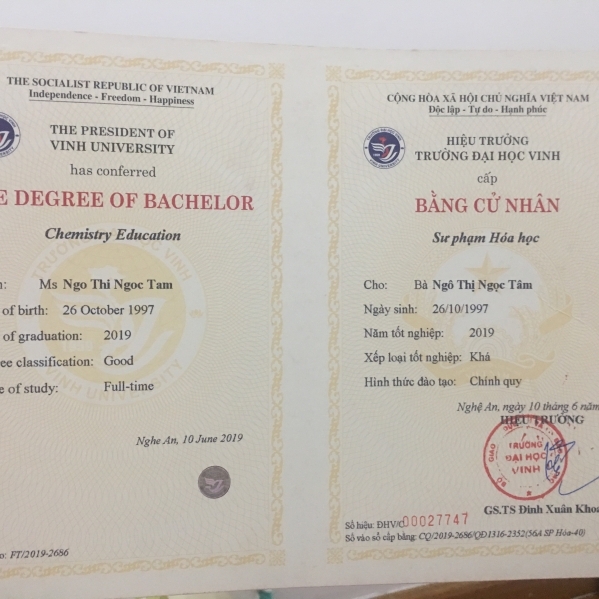 THE SOCIALIST REPUBLIC OF VIETNAM
Independence - Freedom - Happiness
THE PRESIDENT OF
VINH UNIVERSITY
has conferred
DEGREE OF BACHELOR
Chemistry Education
Ms Ngo Thi Ngoc Tam
of birth: 26 October 1997
of graduation: 2019
classification: Good
of study: Full-time
Nghe An, 10 June 2019
FT/2019-2686
TRƯỜNG ĐẠI HỌC VINH
VINH UNIVERSITY
CỘNG HÒA XÃ HỘI CHỦ NGHĨA VIỆT NAM
Độc lập - Tự do - Hạnh phúc
HIỆU TRƯỞNG
TRƯỜNG ĐẠI HỌC VINH
cấp
BẰNG CỬ NHÂN
Sư phạm Hóa học
Cho: Bà Ngô Thị Ngọc Tâm
Ngày sinh: 26/10/1997
Năm tốt nghiệp: 2019
Xếp loại tốt nghiệp: Khá
Hình thức đào tạo: Chính quy
Nghệ An, ngày 10 tháng 6 năm
HIỆU TRƯỞNG
TRƯỜNG
ĐẠI HỌC
VINH
GS.TS Đinh Xuân Khoa
Số hiệu: ĐHV/C 00027747
Số vào sổ cấp bằng: CQ/2019-2686/QĐ1316-2352(56A SP Hóa-40)